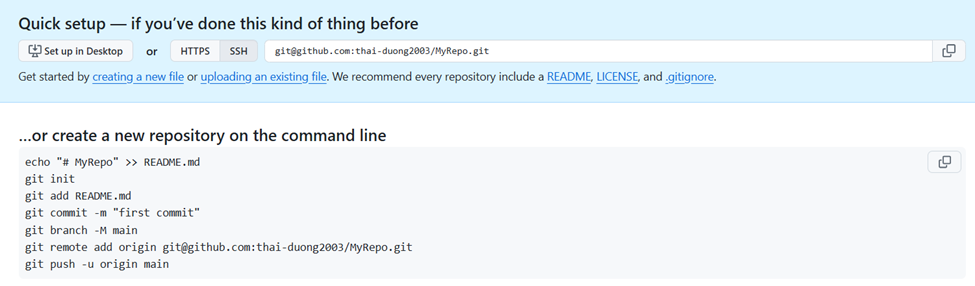 Quick setup — if you've done this kind of thing before
Set up in Desktop or HTTPS SSH git@github.com:thai-duong2003/MyRepo.git
Get started by creating a new file or uploading an existing file. We recommend every repository include a README, LICENSE, and .gitignore.
...or create a new repository on the command line
echo "# MyRepo" >> README.md
git init
git add README.md
git commit -m "first commit"
git branch -M main
git remote add origin git@github.com:thai-duong2003/MyRepo.git
git push -u origin main